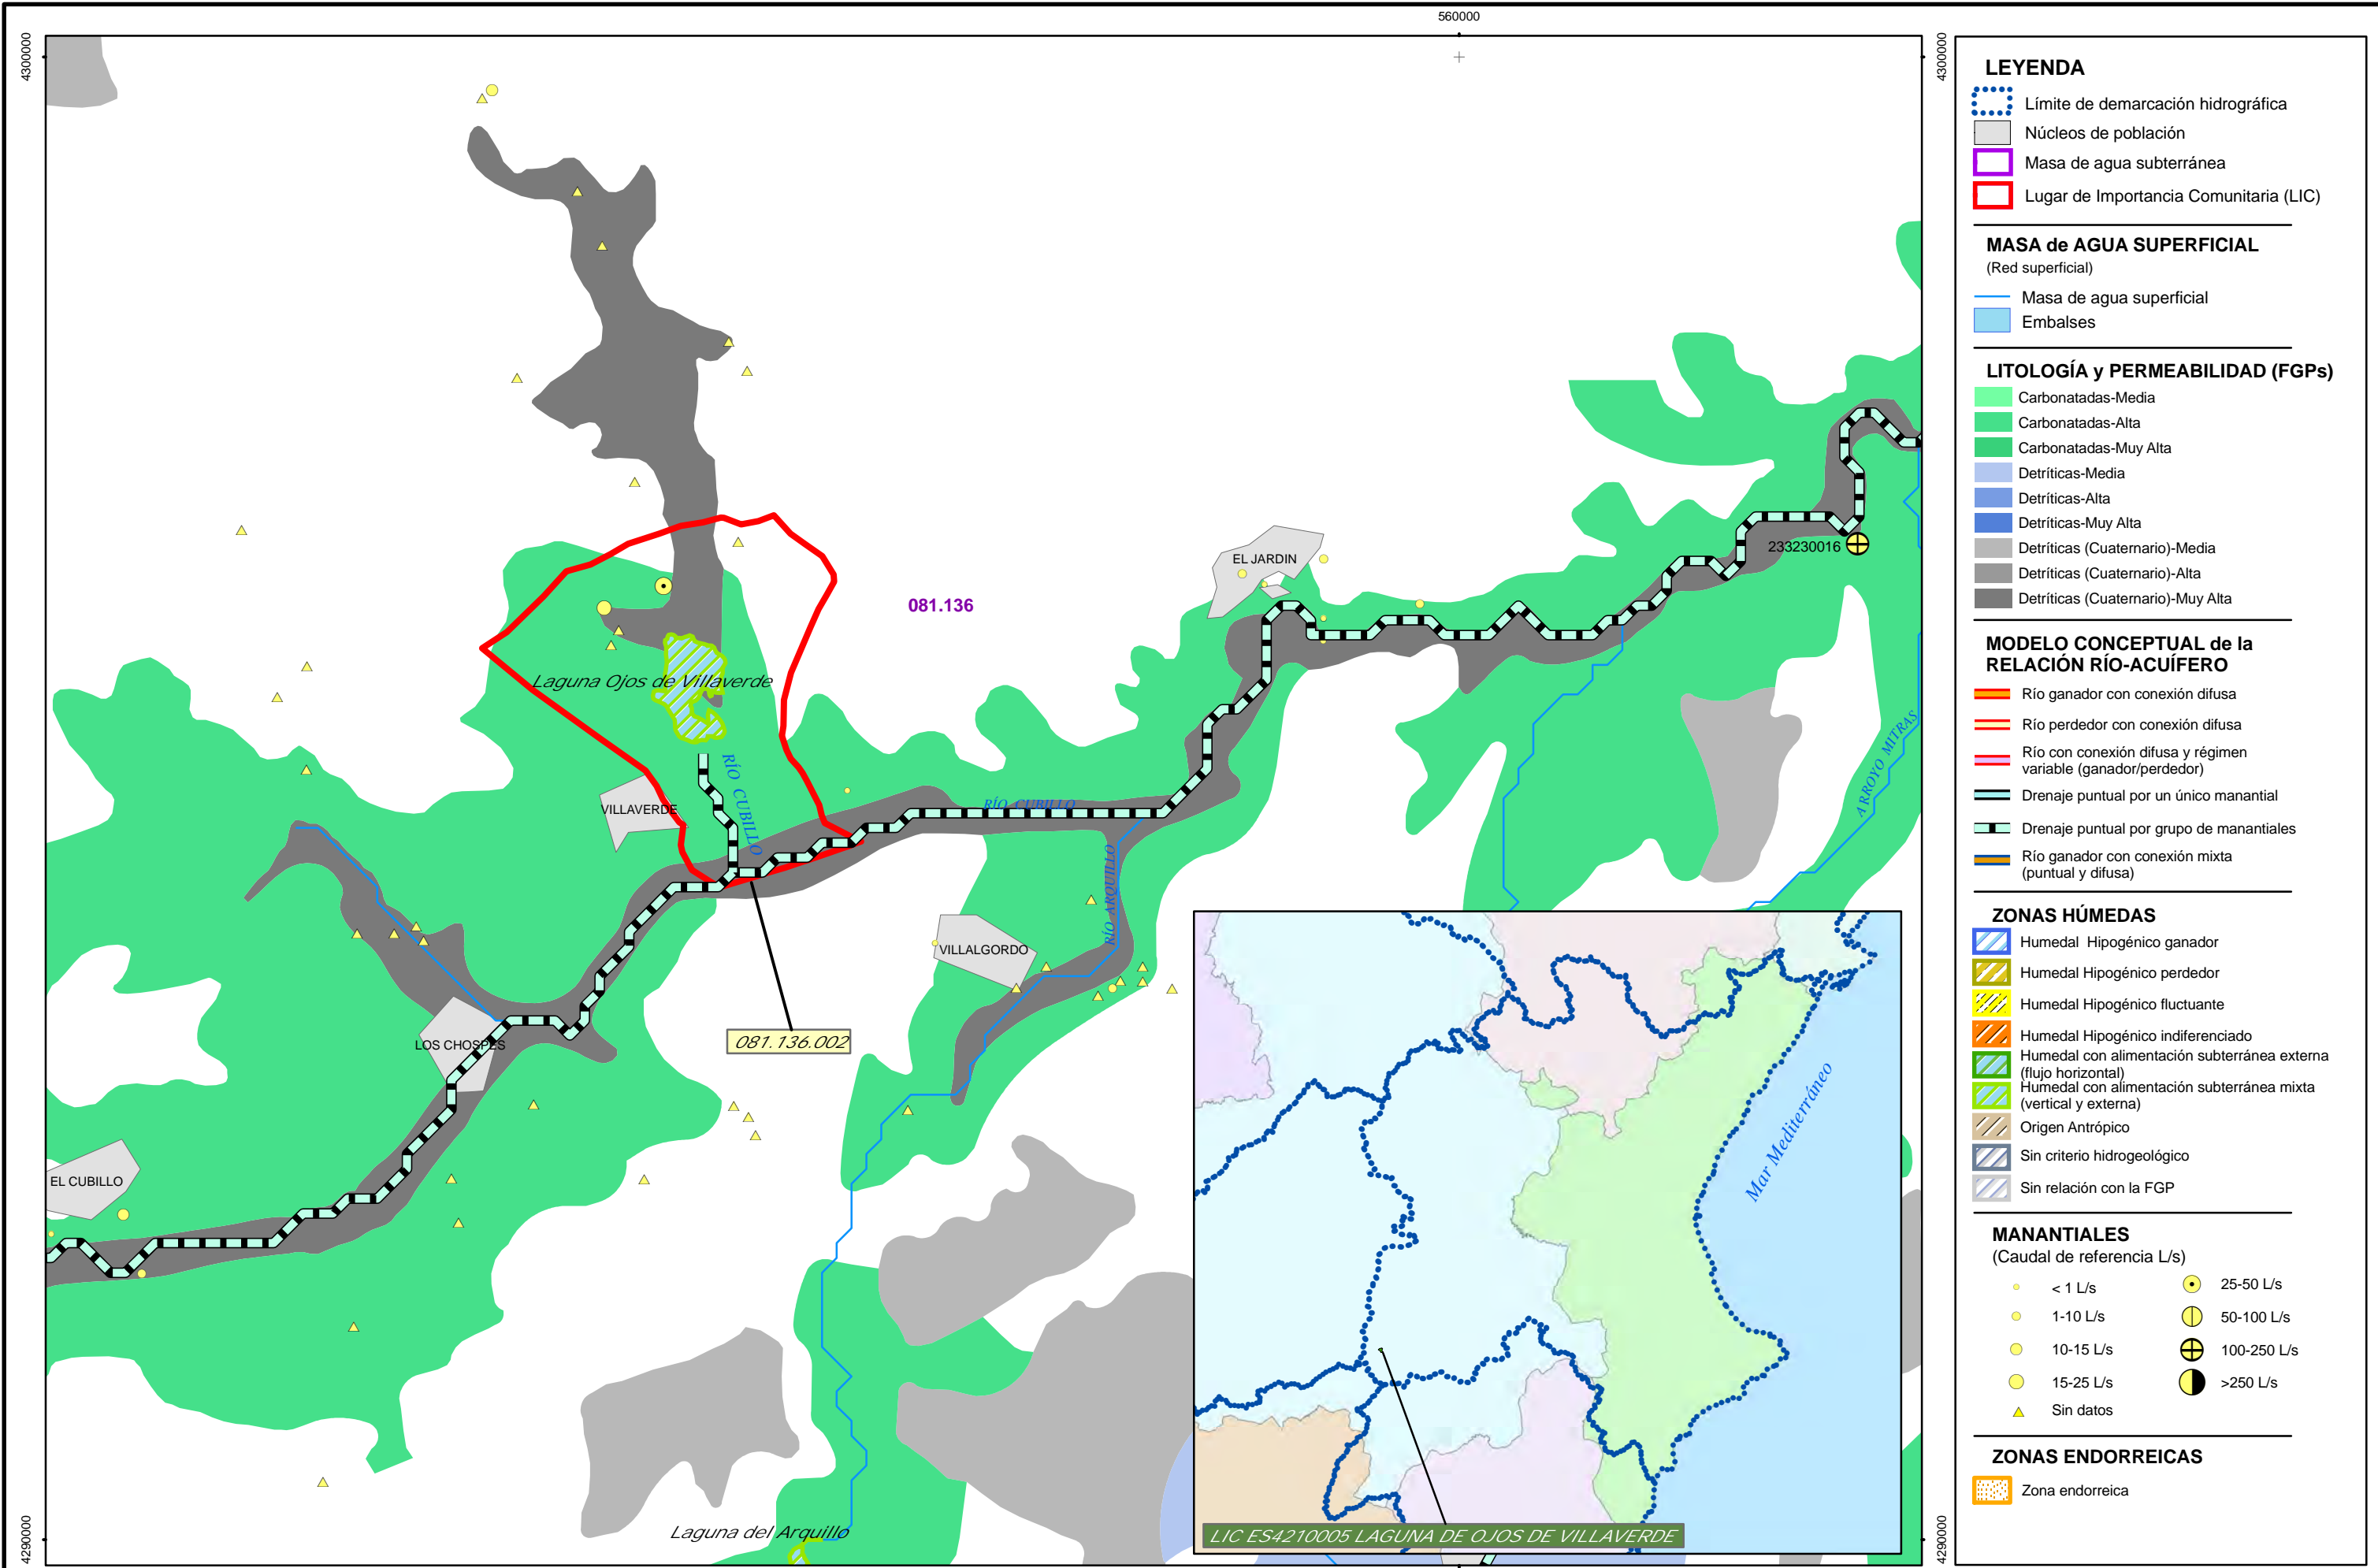 560000
4300000
4300000
EL JARDIN
233230016
081.136
Laguna Ojos de Villaverde
RÍO CUBILLO
VILLAVERDE
RÍO CUBILLO
ARROYO MITRAS
RÍO ARQUILLO
VILLALGORDO
081.136.002
LOS CHOSPES
EL CUBILLO
Mar Mediterráneo
Laguna del Arquillo
LIC ES4210005 LAGUNA DE OJOS DE VILLAVERDE
4290000
4290000
LEYENDA
Límite de demarcación hidrográfica
Núcleos de población
Masa de agua subterránea
Lugar de Importancia Comunitaria (LIC)
MASA de AGUA SUPERFICIAL
(Red superficial)
Masa de agua superficial
Embalses
LITOLOGÍA y PERMEABILIDAD (FGPs)
Carbonatadas-Media
Carbonatadas-Alta
Carbonatadas-Muy Alta
Detríticas-Media
Detríticas-Alta
Detríticas-Muy Alta
Detríticas (Cuaternario)-Media
Detríticas (Cuaternario)-Alta
Detríticas (Cuaternario)-Muy Alta
MODELO CONCEPTUAL de la
RELACIÓN RÍO-ACUÍFERO
Río ganador con conexión difusa
Río perdedor con conexión difusa
Río con conexión difusa y régimen
variable (ganador/perdedor)
Drenaje puntual por un único manantial
Drenaje puntual por grupo de manantiales
Río ganador con conexión mixta
(puntual y difusa)
ZONAS HÚMEDAS
Humedal Hipogénico ganador
Humedal Hipogénico perdedor
Humedal Hipogénico fluctuante
Humedal Hipogénico indiferenciado
Humedal con alimentación subterránea externa
(flujo horizontal)
Humedal con alimentación subterránea mixta
(vertical y externa)
Origen Antrópico
Sin criterio hidrogeológico
Sin relación con la FGP
MANANTIALES
(Caudal de referencia L/s)
< 1 L/s
25-50 L/s
1-10 L/s
50-100 L/s
10-15 L/s
100-250 L/s
15-25 L/s
>250 L/s
Sin datos
ZONAS ENDORREICAS
Zona endorreica